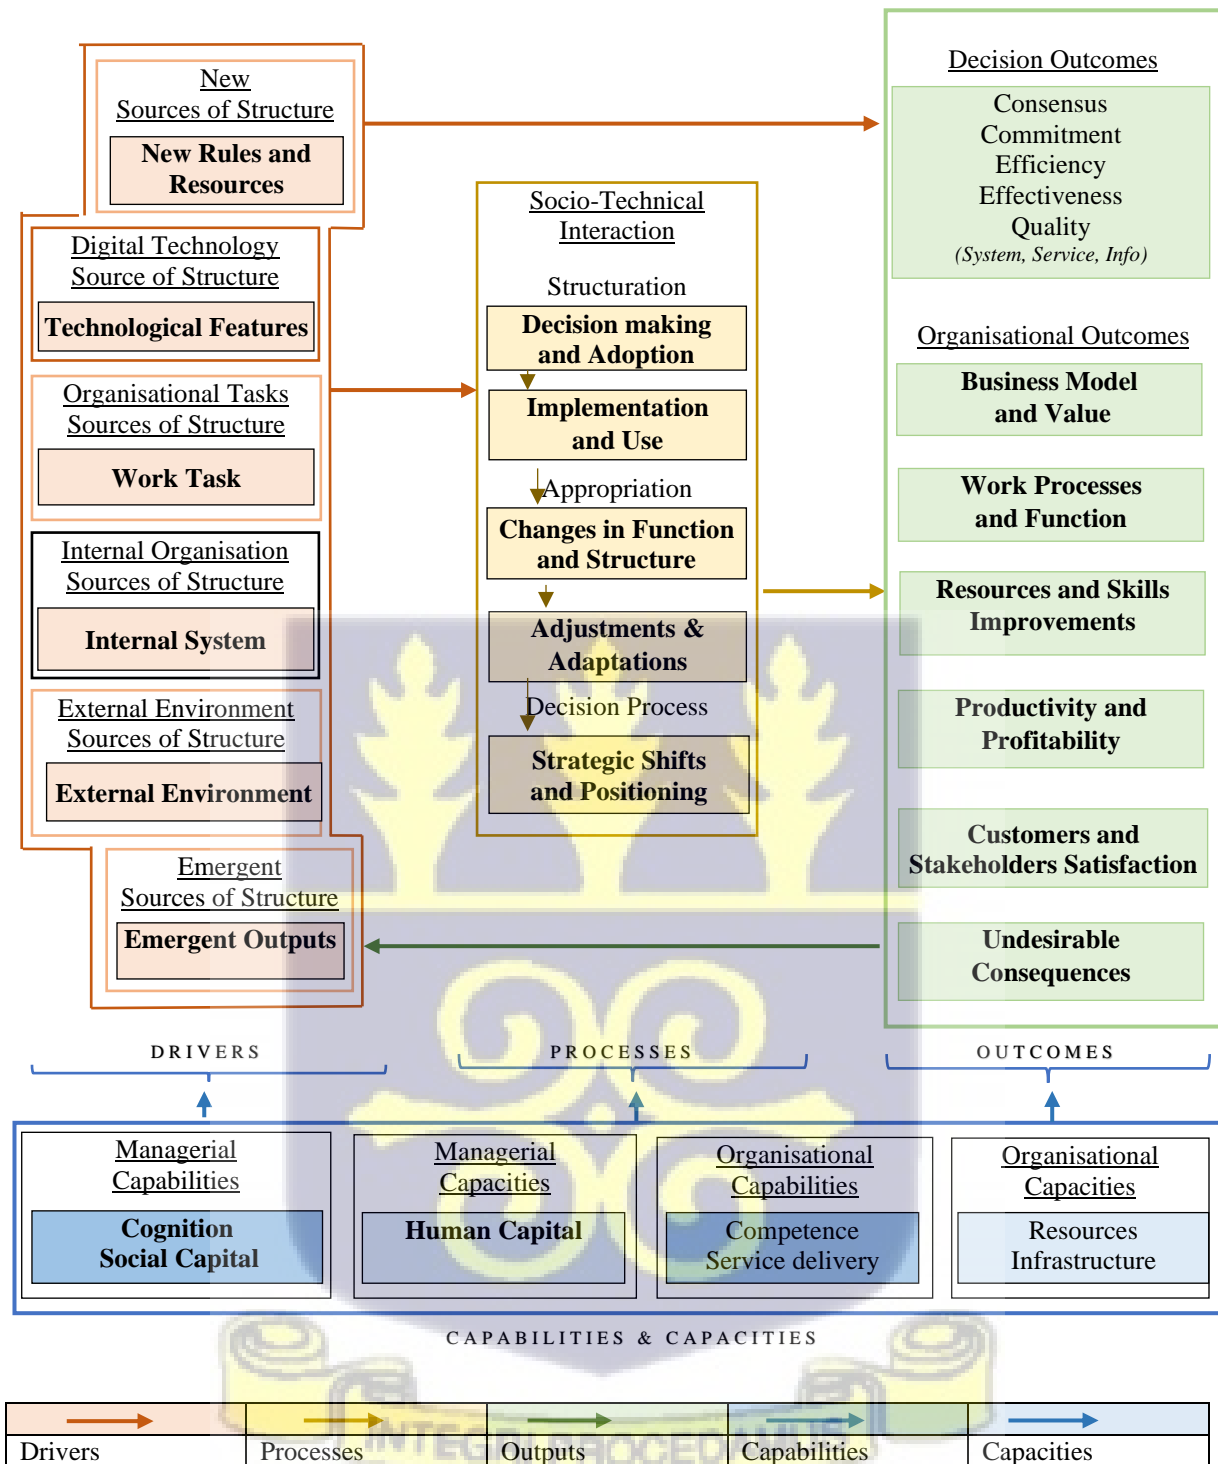 New
Sources of Structure
New Rules and
Resources
Digital Technology
Source of Structure
Technological Features
Organisational Tasks
Sources of Structure
Work Task
Internal Organisation
Sources of Structure
Internal System
External Environment
Sources of Structure
External Environment
Emergent
Sources of Structure
Emergent Outputs
Socio-Technical
Interaction
Structuration
Decision making
and Adoption
Implementation
and Use
Appropriation
Changes in Function
and Structure
Adjustments &
Adaptations
Decision Process
Strategic Shifts
and Positioning
Decision Outcomes
Consensus
Commitment
Efficiency
Effectiveness
Quality
(System, Service, Info)
Organisational Outcomes
Business Model
and Value
Work Processes
and Function
Resources and Skills
Improvements
Productivity and
Profitability
Customers and
Stakeholders Satisfaction
Undesirable
Consequences
DRIVERS
PROCESSES
OUTCOMES
Managerial
Capabilities
Cognition
Social Capital
Managerial
Capacities
Human Capital
Organisational
Capabilities
Competence
Service delivery
Organisational
Capacities
Resources
Infrastructure
CAPABILITIES & CAPACITIES
Drivers
Processes
Outputs
Capabilities
Capacities
INTEGRI PROCEDAMUS